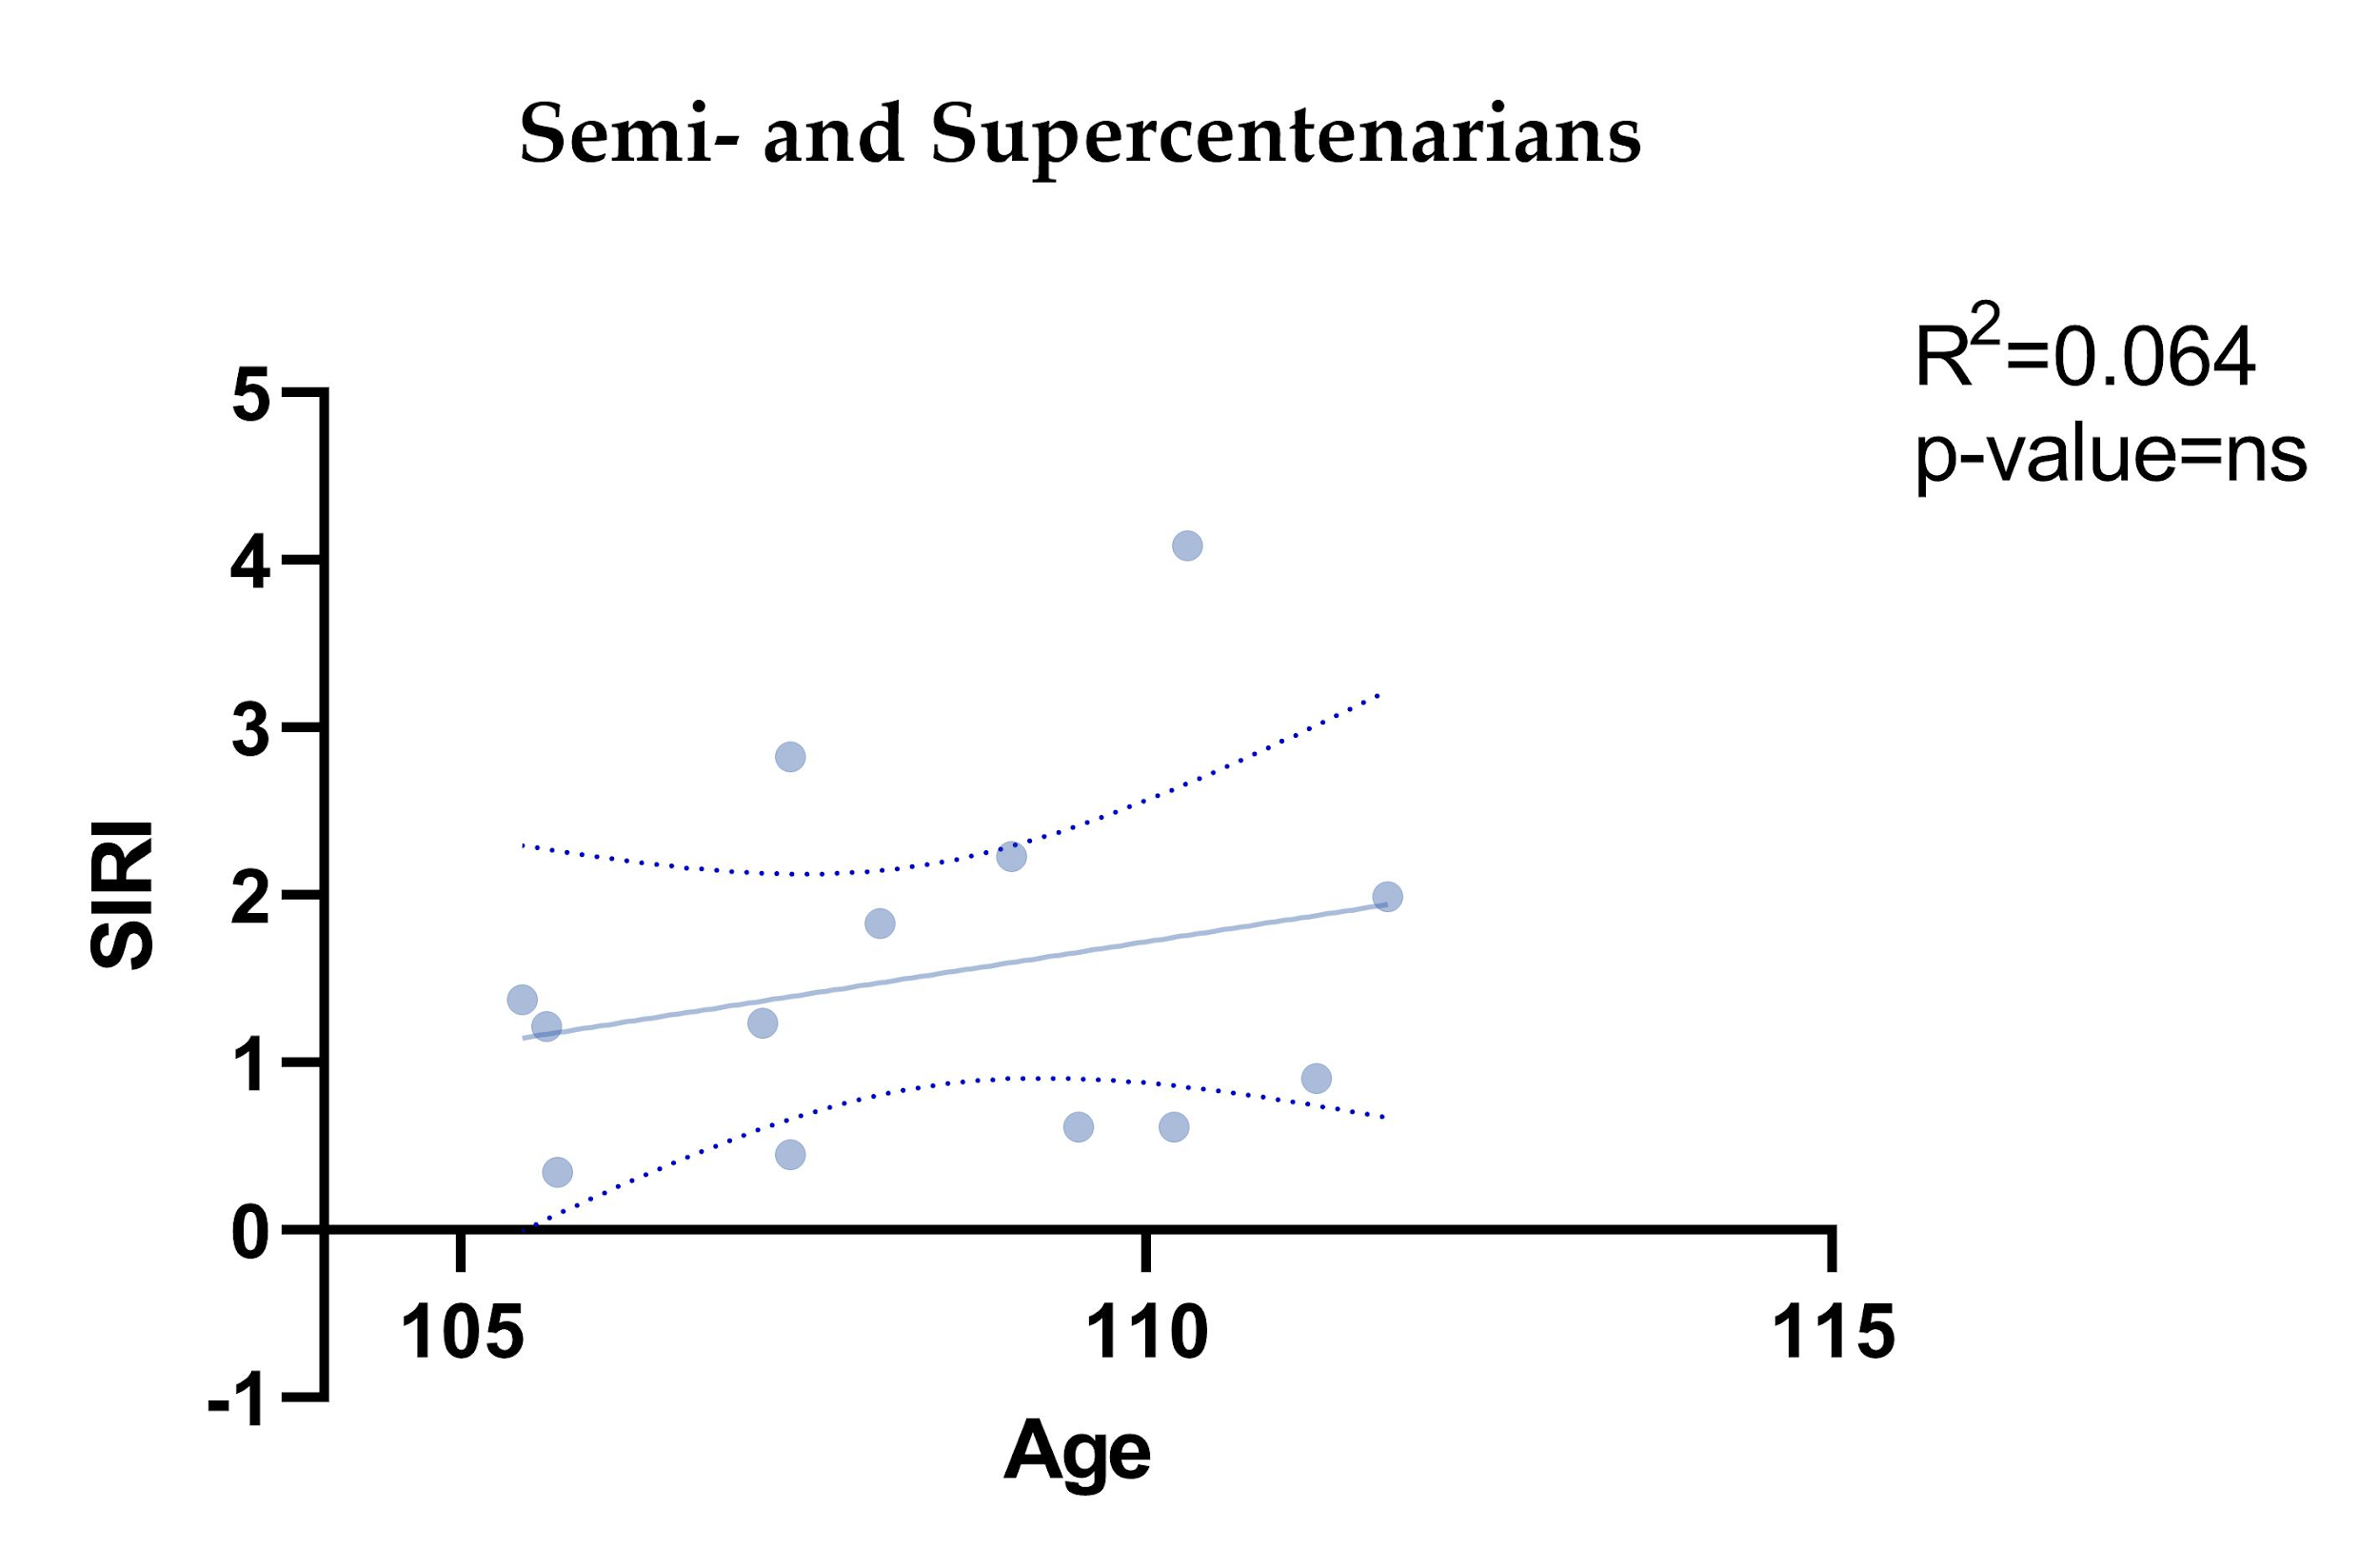 Semi- and Supercentenarians
R²=0.064
p-value=ns
5
4
3
2
1
0
-1
SIRI
105 110 115
Age